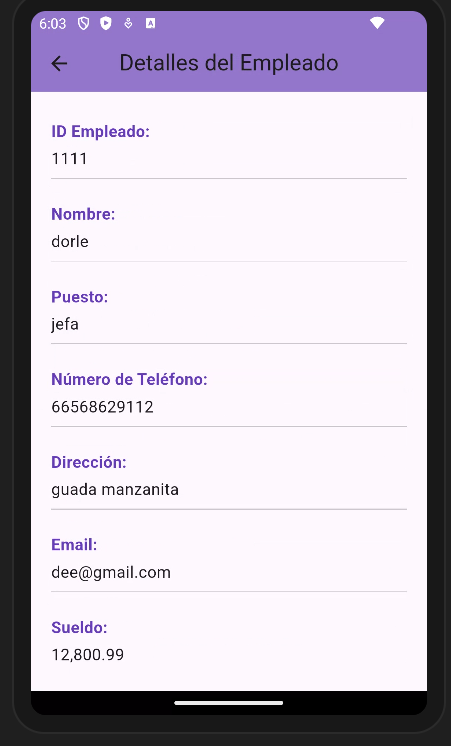 6:03
Detalles del Empleado
ID Empleado:
1111
Nombre:
dorle
Puesto:
jefa
Número de Teléfono:
66568629112
Dirección:
guada manzanita
Email:
dee@gmail.com
Sueldo:
12,800.99